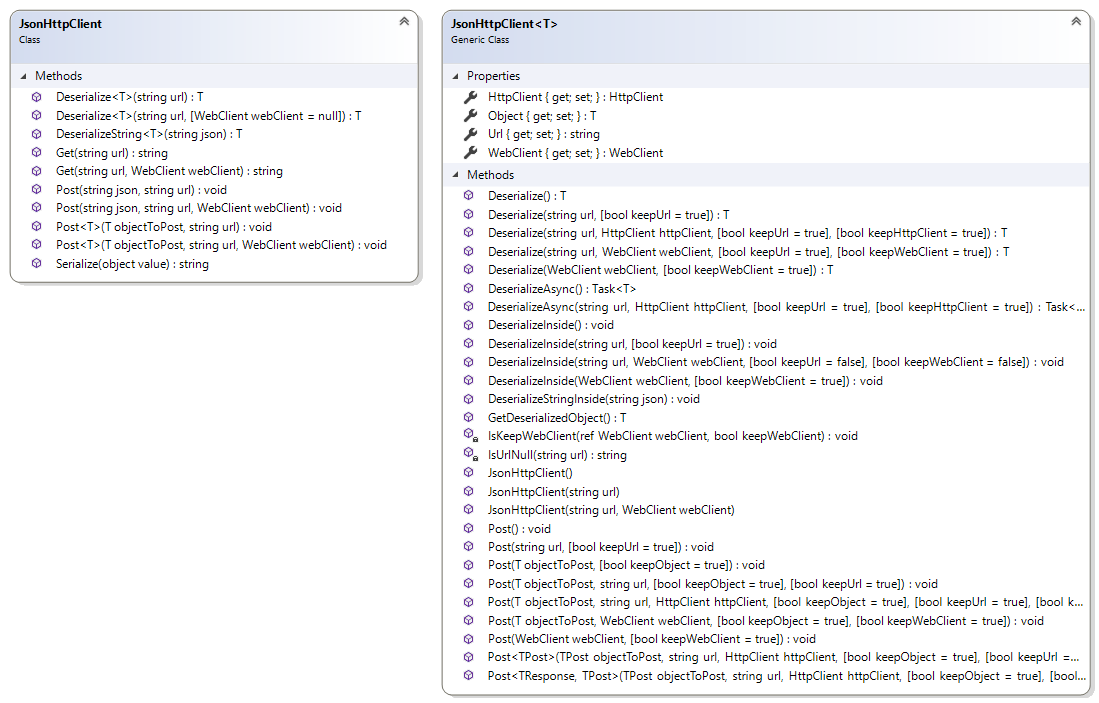 JsonHttpClient
Class
Methods
Deserialize<T>(string url) : T
Deserialize<T>(string url, [WebClient webClient = null]) : T
DeserializeString<T>(string json) : T
Get(string url) : string
Get(string url, WebClient webClient) : string
Post(string json, string url) : void
Post(string json, string url, WebClient webClient) : void
Post<T>(T objectToPost, string url) : void
Post<T>(T objectToPost, string url, WebClient webClient) : void
Serialize(object value) : string
JsonHttpClient<T>
Generic Class
Properties
HttpClient { get; set; } : HttpClient
Object { get; set; } : T
Url { get; set; } : string
WebClient { get; set; } : WebClient
Methods
Deserialize() : T
Deserialize(string url, [bool keepUrl = true]) : T
Deserialize(string url, HttpClient httpClient, [bool keepUrl = true], [bool keepHttpClient = true]) : T
Deserialize(string url, WebClient webClient, [bool keepUrl = true], [bool keepWebClient = true]) : T
Deserialize(WebClient webClient, [bool keepWebClient = true]) : T
DeserializeAsync() : Task<T>
DeserializeAsync(string url, HttpClient httpClient, [bool keepUrl = true], [bool keepHttpClient = true]) : Task<...
DeserializeInside() : void
DeserializeInside(string url, [bool keepUrl = true]) : void
DeserializeInside(string url, WebClient webClient, [bool keepUrl = false], [bool keepWebClient = false]) : void
DeserializeInside(WebClient webClient, [bool keepWebClient = true]) : void
DeserializeStringInside(string json) : void
GetDeserializedObject() : T
IsKeepWebClient(ref WebClient webClient, bool keepWebClient) : void
IsUrlNull(string url) : string
JsonHttpClient()
JsonHttpClient(string url)
JsonHttpClient(string url, WebClient webClient)
Post() : void
Post(string url, [bool keepUrl = true]) : void
Post(T objectToPost, [bool keepObject = true]) : void
Post(T objectToPost, string url, [bool keepObject = true], [bool keepUrl = true]) : void
Post(T objectToPost, string url, HttpClient httpClient, [bool keepObject = true], [bool keepUrl = true], [bool k...
Post(T objectToPost, WebClient webClient, [bool keepObject = true], [bool keepWebClient = true]) : void
Post(WebClient webClient, [bool keepWebClient = true]) : void
Post<TPost>(TPost objectToPost, string url, HttpClient httpClient, [bool keepObject = true], [bool keepUrl =...
Post<TResponse, TPost>(TPost objectToPost, string url, HttpClient httpClient, [bool keepObject = true], [bool...